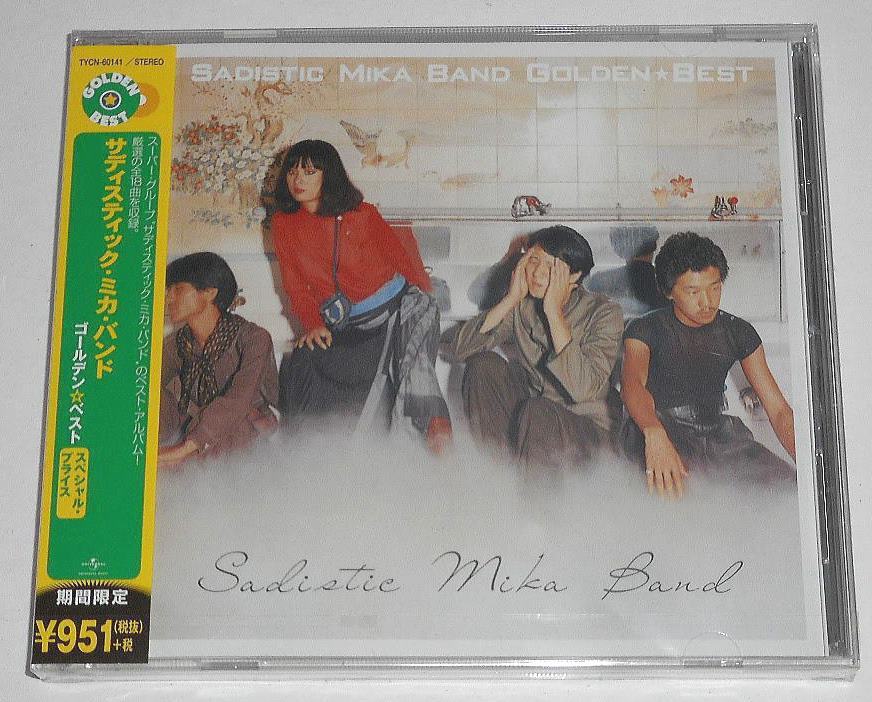 TYCN-60141／STEREO
GOLDEN
BEST
スーパー・グループ“サディスティック・ミカ・バンド”のベスト・アルバム！
厳選の全18曲を収録。
サディスティック・ミカ・バンド
ゴールデン☆ベスト
スペシャル・
プライス
UNIVERSAL
期間限定
¥951(税抜)
+税
SADISTIC MIKA BAND GOLDEN★BEST
Sadistic Mika Band